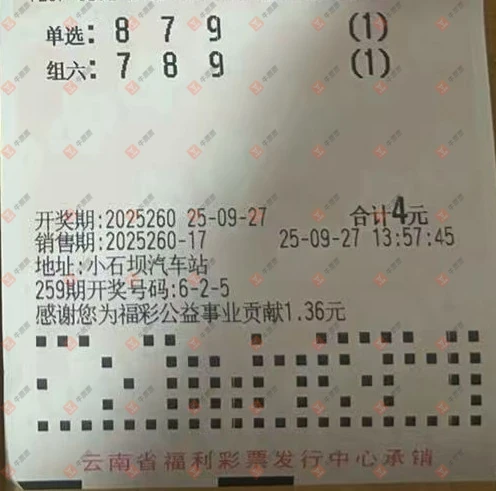 单选: 8 7 9 (1)
组六: 7 8 9 (1)
开奖期:2025260 25-09-27 合计4元
销售期:2025260-17 25-09-27 13:57:45
地址:小石坝汽车站
259期开奖号码:6-2-5
感谢您为福彩公益事业贡献1.36元
云南省福利彩票发行中心承销